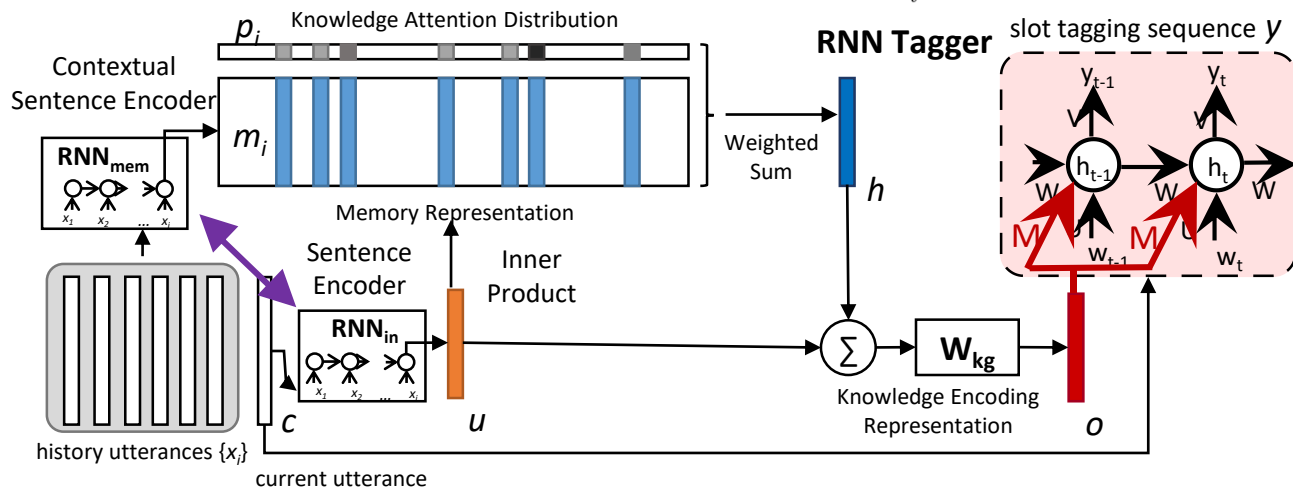 Knowledge Attention Distribution
p_i
Contextual
Sentence Encoder
m_i
RNN_mem
x_1 x_2 ... x_i
Memory Representation
Weighted
Sum
h
RNN Tagger
slot tagging sequence y
y_t-1 y_t
V V
h_t-1 h_t
W W W
M M
U U
w_t-1 w_t
Sentence
Encoder
Inner
Product
RNN_in
x_1 x_2 ... x_i
∑
W_kg
Knowledge Encoding
Representation
c
u
o
history utterances {x_i}
current utterance